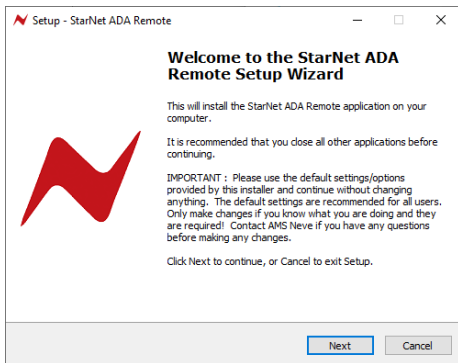 Setup - StarNet ADA Remote
Welcome to the StarNet ADA
Remote Setup Wizard
This will install the StarNet ADA Remote application on your
computer.
It is recommended that you close all other applications before
continuing.
IMPORTANT : Please use the default settings/options
provided by this installer and continue without changing
anything. The default settings are recommended for all users.
Only make changes if you know what you are doing and they
are required! Contact AMS Neve if you have any questions
before making any changes.
Click Next to continue, or Cancel to exit Setup.
Next
Cancel